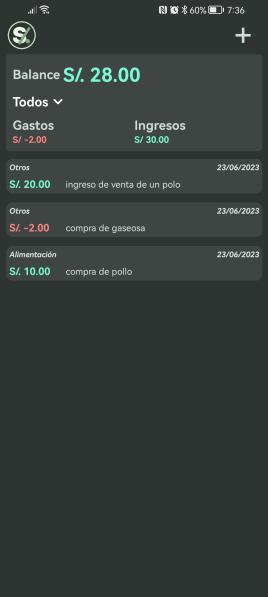 60% 7:36
S/.
+
Balance S/. 28.00
Todos
Gastos Ingresos
S/ -2.00 S/ 30.00
Otros 23/06/2023
S/. 20.00 ingreso de venta de un polo
Otros 23/06/2023
S/. -2.00 compra de gaseosa
Alimentación 23/06/2023
S/. 10.00 compra de pollo